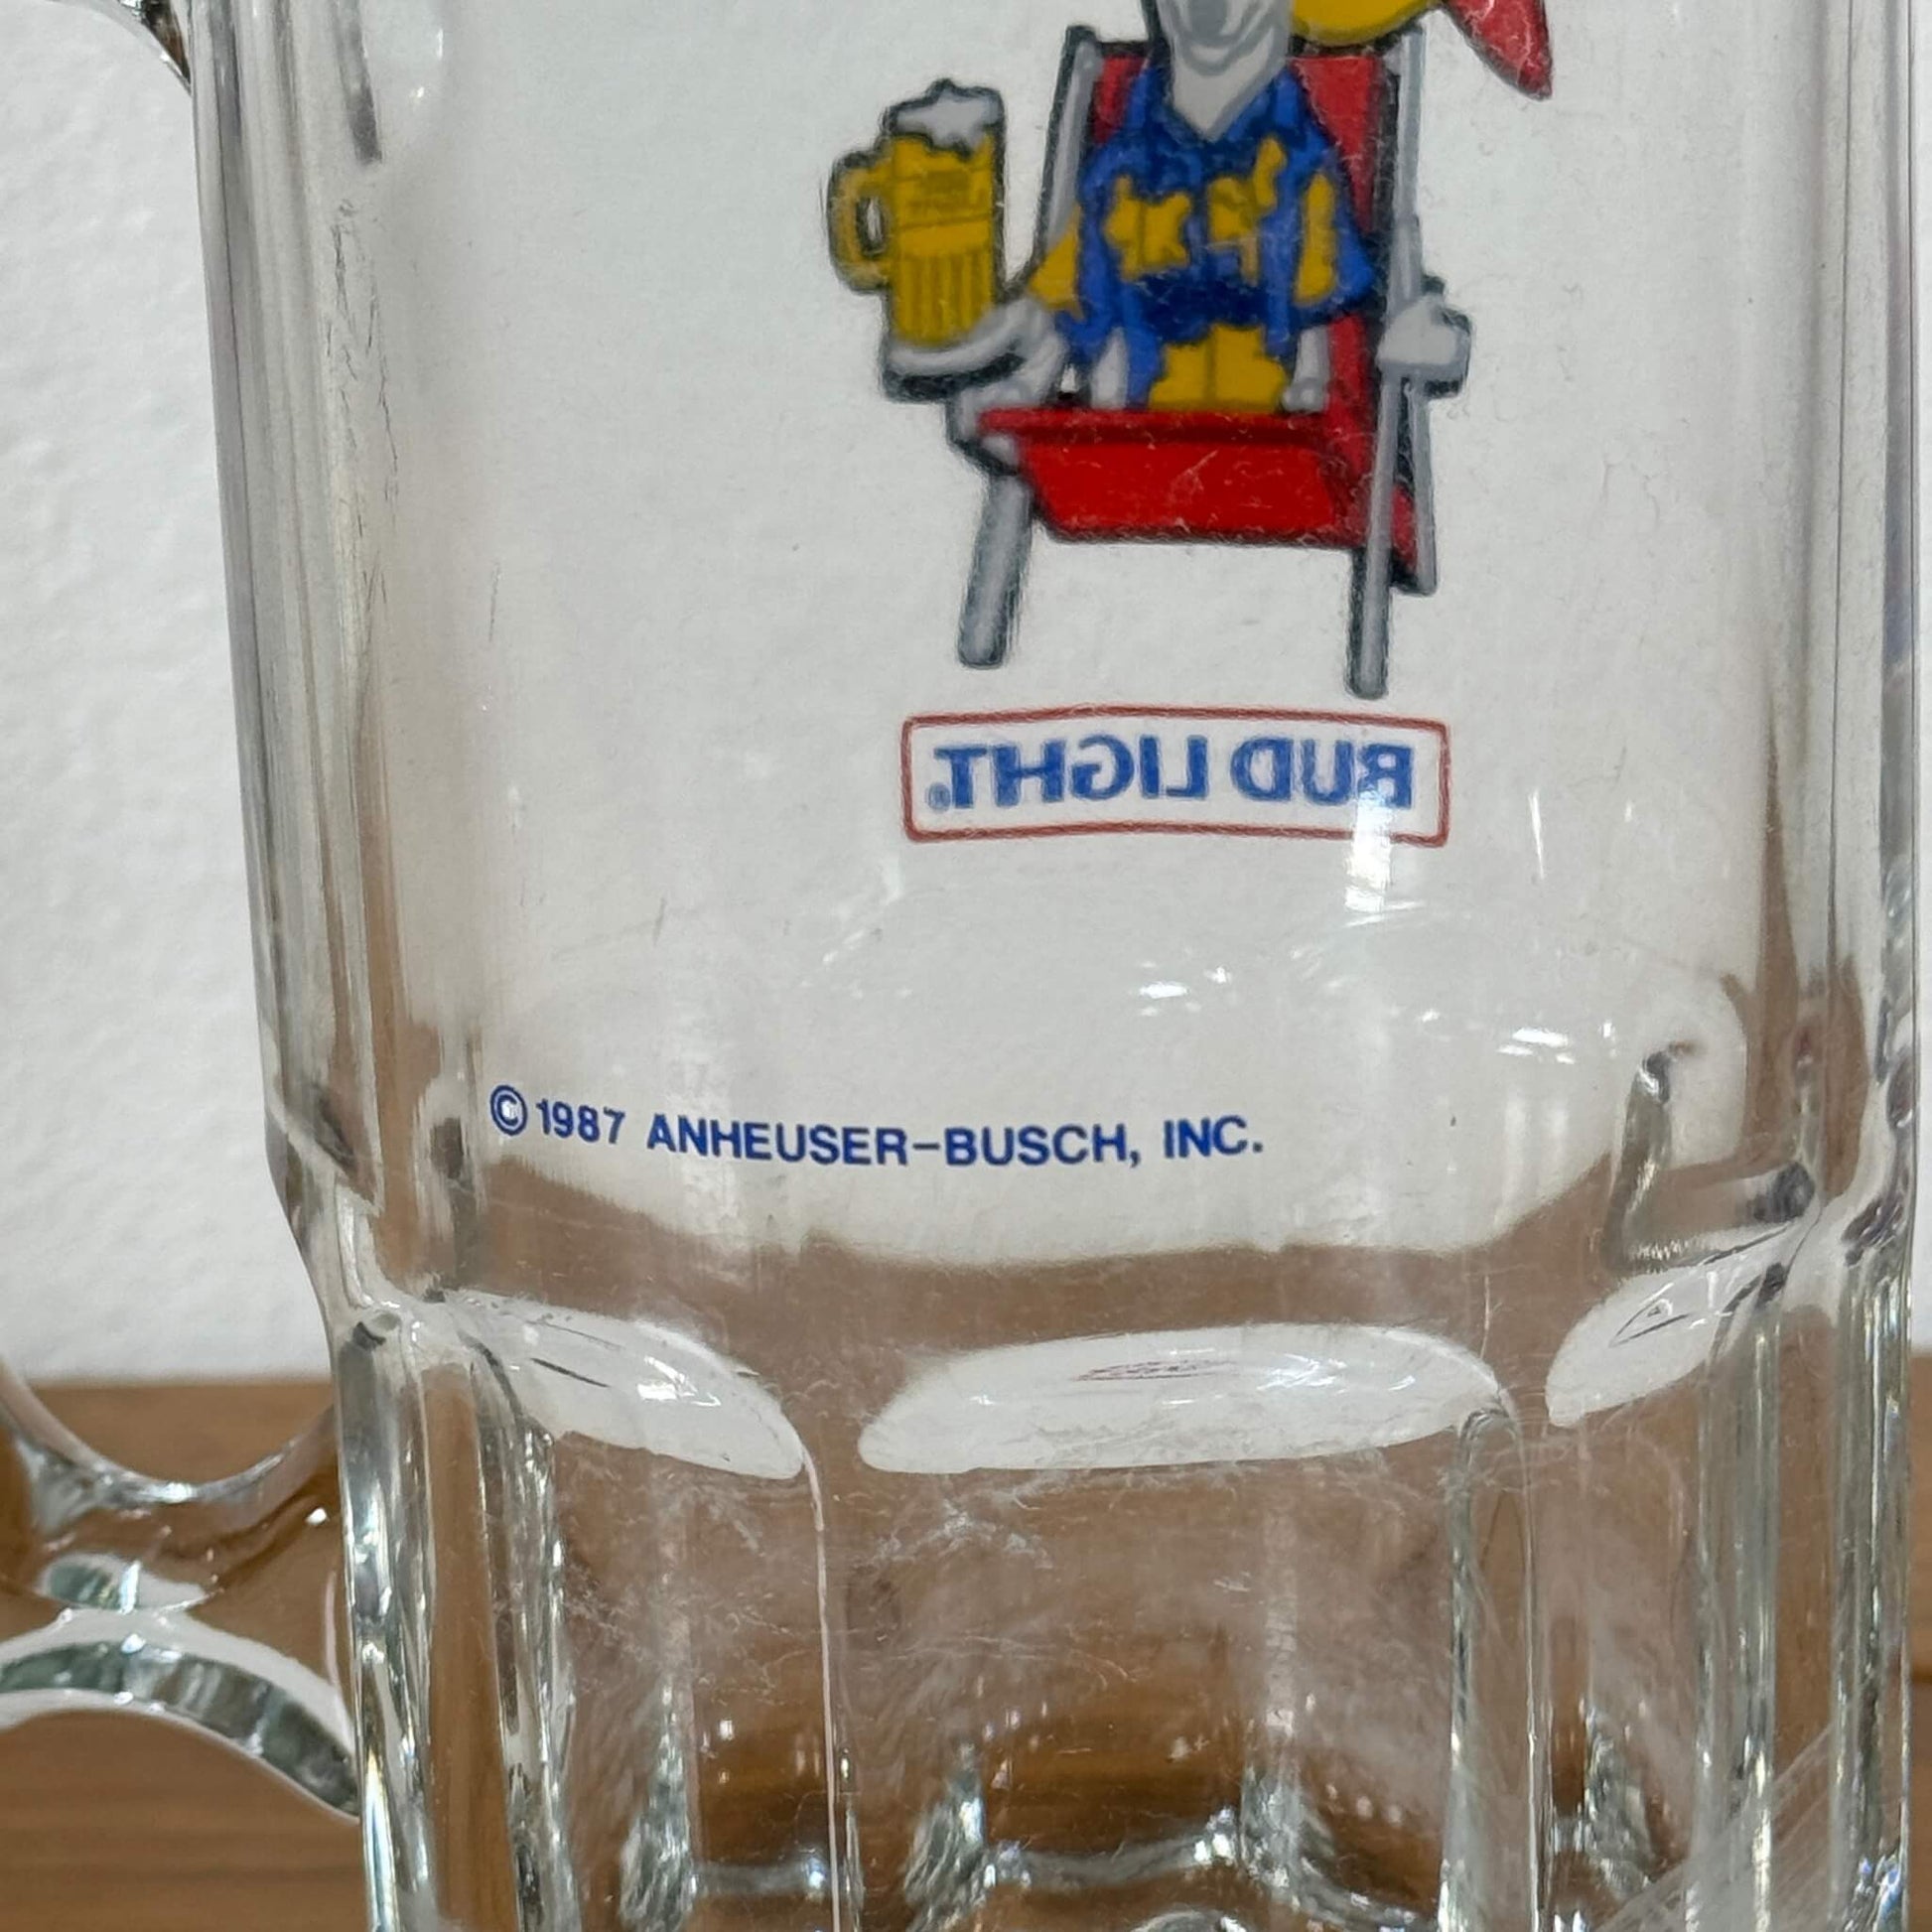 BUD LIGHT.®
© 1987 ANHEUSER-BUSCH, INC.